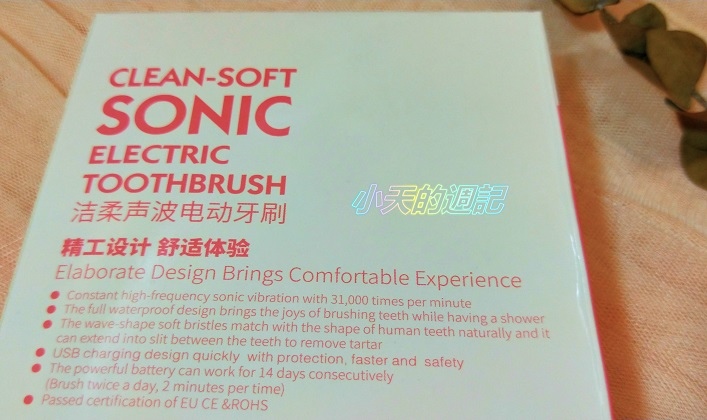 CLEAN-SOFT
SONIC
ELECTRIC
TOOTHBRUSH
洁柔声波电动牙刷
小天的週記
精工设计 舒适体验
Elaborate Design Brings Comfortable Experience
● Constant high-frequency sonic vibration with 31,000 times per minute
● The full waterproof design brings the joys of brushing teeth while having a shower
● The wave-shape soft bristles match with the shape of human teeth naturally and it
can extend into slit between the teeth to remove tartar
● USB charging design quickly with protection, faster and safety
● The powerful battery can work for 14 days consecutively
(Brush twice a day, 2 minutes per time)
● Passed certification of EU CE &ROHS